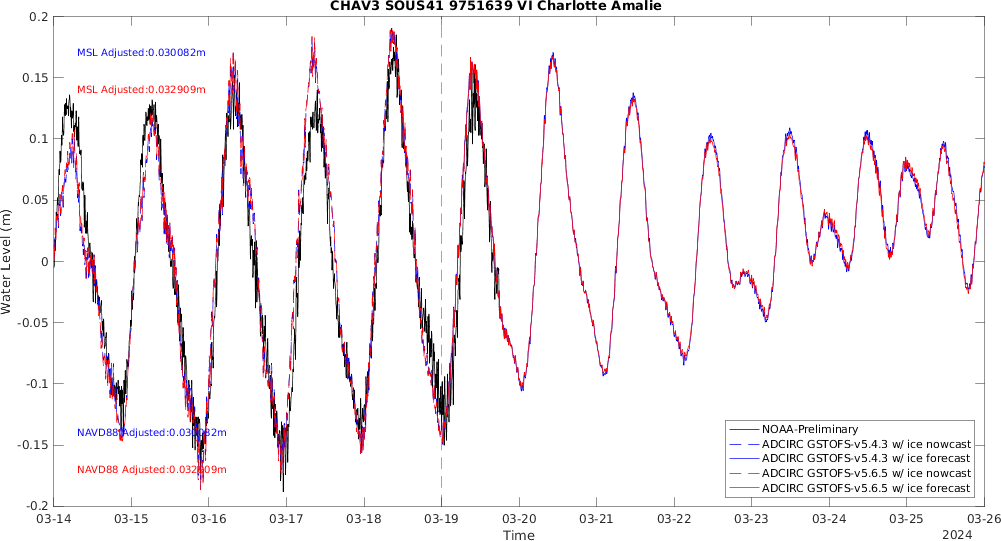 CHAV3 SOUS41 9751639 VI Charlotte Amalie
0.2
0.15
0.1
0.05
0
-0.05
-0.1
-0.15
-0.2
Water Level (m)
MSL Adjusted:0.030082m
MSL Adjusted:0.032909m
NAVD88 Adjusted:0.030082m
NAVD88 Adjusted:0.032909m
NOAA-Preliminary
ADCIRC GSTOFS-v5.4.3 w/ ice nowcast
ADCIRC GSTOFS-v5.4.3 w/ ice forecast
ADCIRC GSTOFS-v5.6.5 w/ ice nowcast
ADCIRC GSTOFS-v5.6.5 w/ ice forecast
03-14 03-15 03-16 03-17 03-18 03-19 03-20 03-21 03-22 03-23 03-24 03-25 03-26
Time
2024